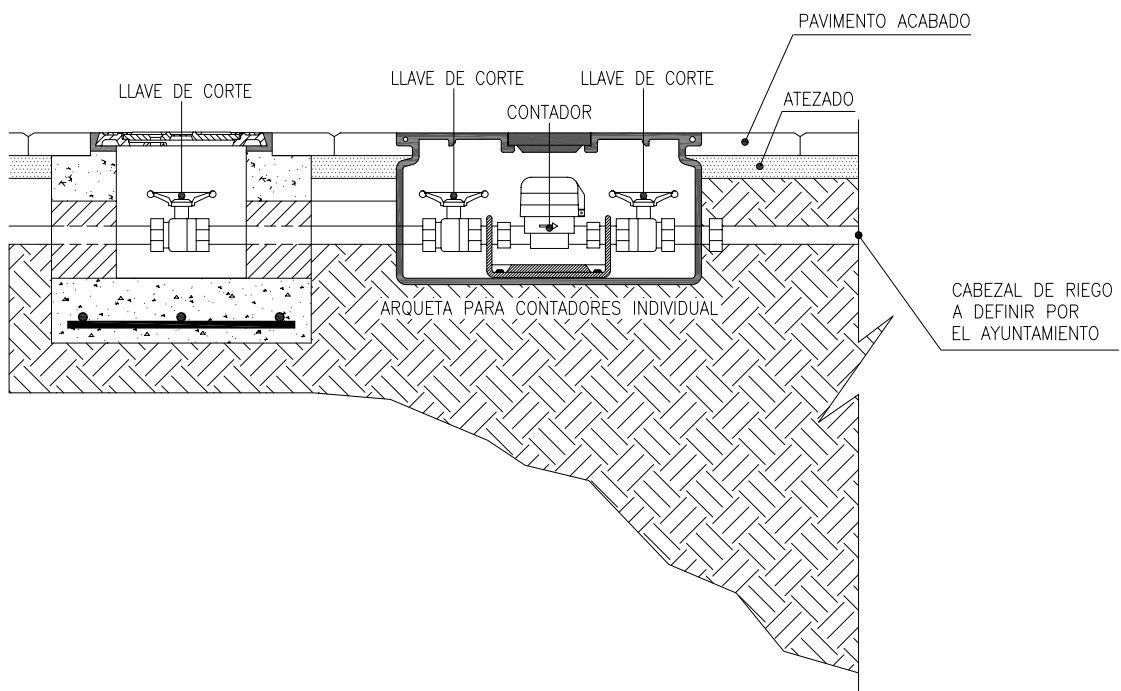 PAVIMENTO ACABADO
LLAVE DE CORTE
LLAVE DE CORTE
LLAVE DE CORTE
ATEZADO
CONTADOR
ARQUETA PARA CONTADORES INDIVIDUAL
CABEZAL DE RIEGO
A DEFINIR POR
EL AYUNTAMIENTO